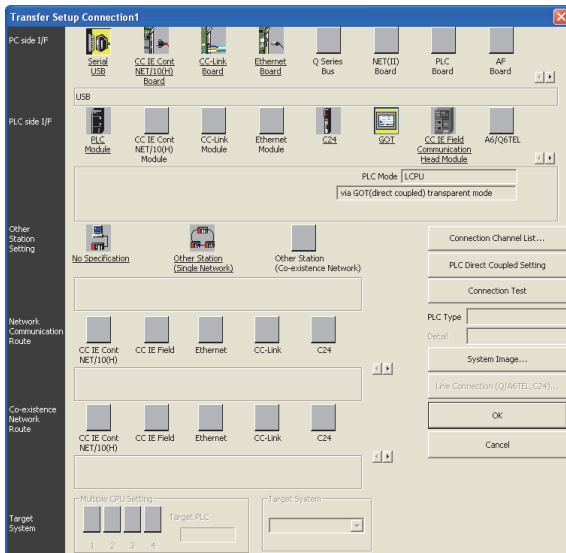 Transfer Setup Connection1
PC side I/F
Serial USB
CC IE Cont NET/10(H) Board
CC-Link Board
Ethernet Board
Q Series Bus
NET(II) Board
PLC Board
AF Board
USB
PLC side I/F
PLC Module
CC IE Cont NET/10(H) Module
CC-Link Module
Ethernet Module
C24
GOT
CC IE Field Communication Head Module
A6/Q6TEL
PLC Mode LCPU
via GOT(direct coupled) transparent mode
Other Station Setting
No Specification
Other Station (Single Network)
Other Station (Co-existence Network)
Connection Channel List...
PLC Direct Coupled Setting
Connection Test
PLC Type
Detail
System Image...
Line Connection (Q/A6TEL,C24)...
OK
Cancel
Network Communication Route
CC IE Cont NET/10(H)
CC IE Field
Ethernet
CC-Link
C24
Co-existence Network Route
CC IE Cont NET/10(H)
CC IE Field
Ethernet
CC-Link
C24
Target System
Multiple CPU Setting
1 2 3 4
Target PLC
Target System